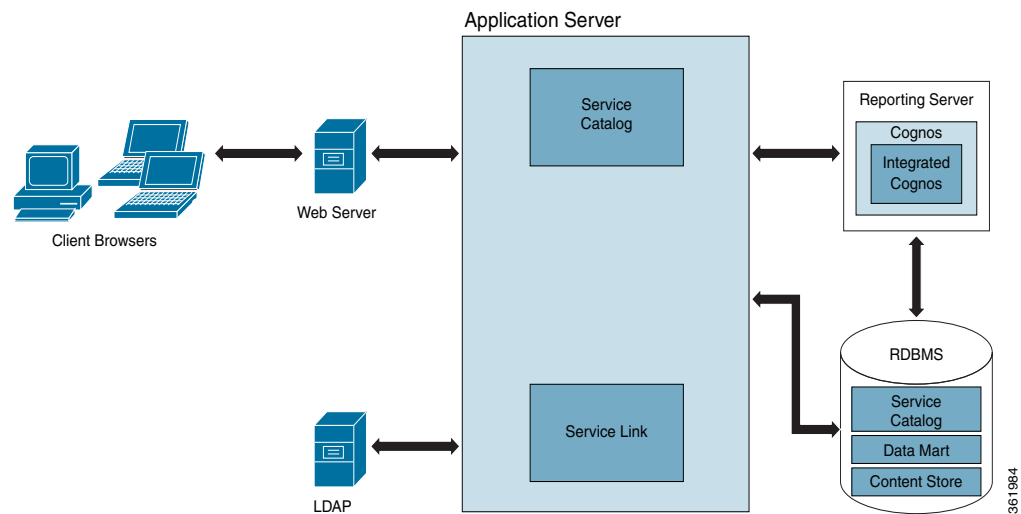 Application Server
Service
Catalog
Reporting Server
Cognos
Integrated
Cognos
Web Server
Client Browsers
RDBMS
Service
Catalog
Service Link
Data Mart
Content Store
LDAP
361984